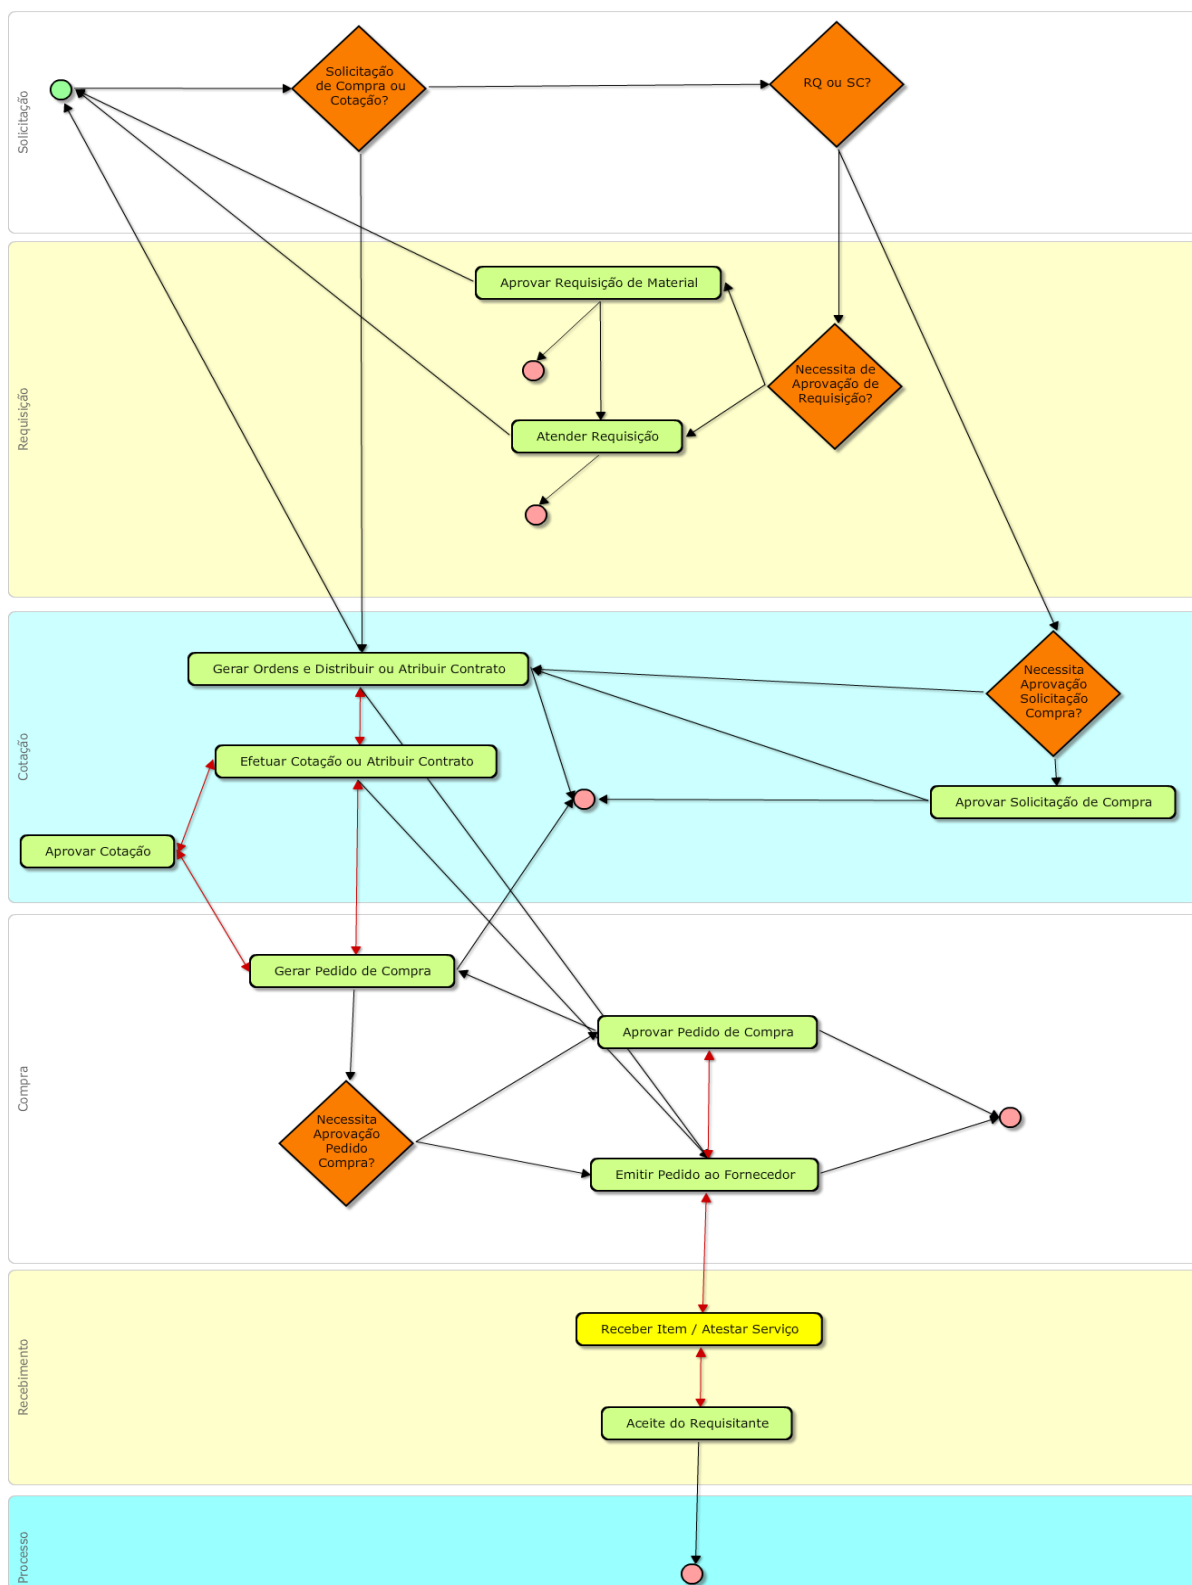 Solicitação
Solicitação
de Compra ou
Cotação?
RQ ou SC?
Requisição
Aprovar Requisição de Material
Necessita de
Aprovação de
Requisição?
Atender Requisição
Cotação
Gerar Ordens e Distribuir ou Atribuir Contrato
Necessita
Aprovação
Solicitação
Compra?
Efetuar Cotação ou Atribuir Contrato
Aprovar Solicitação de Compra
Aprovar Cotação
Compra
Gerar Pedido de Compra
Aprovar Pedido de Compra
Necessita
Aprovação
Pedido
Compra?
Emitir Pedido ao Fornecedor
Recebimento
Receber Item / Atestar Serviço
Aceite do Requisitante
Processo